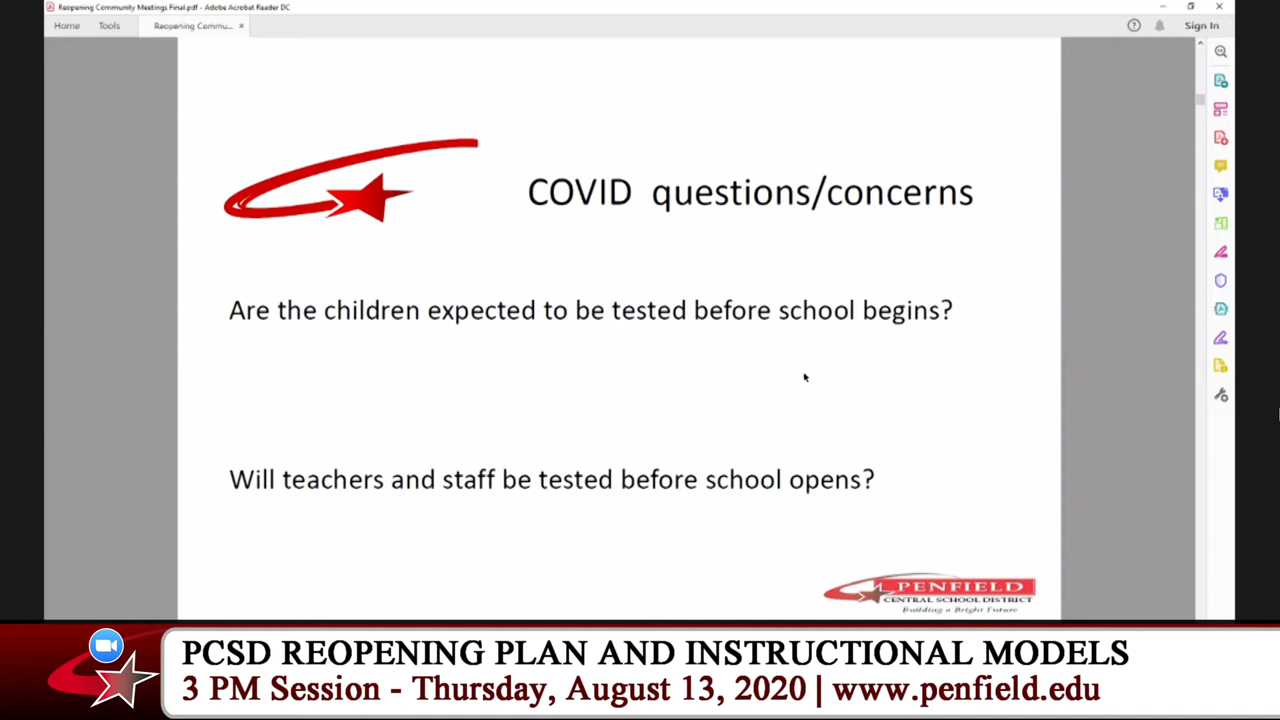 Reopening Community Meetings Final.pdf - Adobe Acrobat Reader DC
Home Tools Reopening Commu... × Sign In
COVID questions/concerns
Are the children expected to be tested before school begins?
Will teachers and staff be tested before school opens?
PENFIELD
CENTRAL SCHOOL DISTRICT
Building a Bright Future
PCSD REOPENING PLAN AND INSTRUCTIONAL MODELS
3 PM Session - Thursday, August 13, 2020 | www.penfield.edu